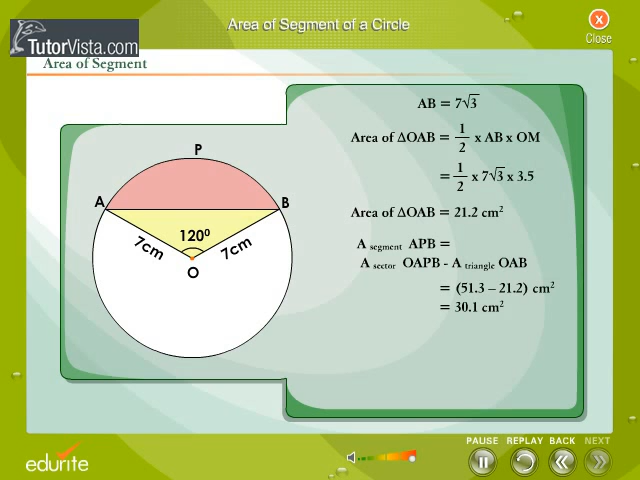 Area of Segment of a Circle
Close
TutorVista.com
Area of Segment
P
A
B
120⁰
7cm
7cm
O
AB = 7√3
Area of ΔOAB = 1/2 x AB x OM
= 1/2 x 7√3 x 3.5
Area of ΔOAB = 21.2 cm²
A segment APB =
A sector OAPB - A triangle OAB
= (51.3 – 21.2) cm²
= 30.1 cm²
PAUSE REPLAY BACK NEXT
edurite